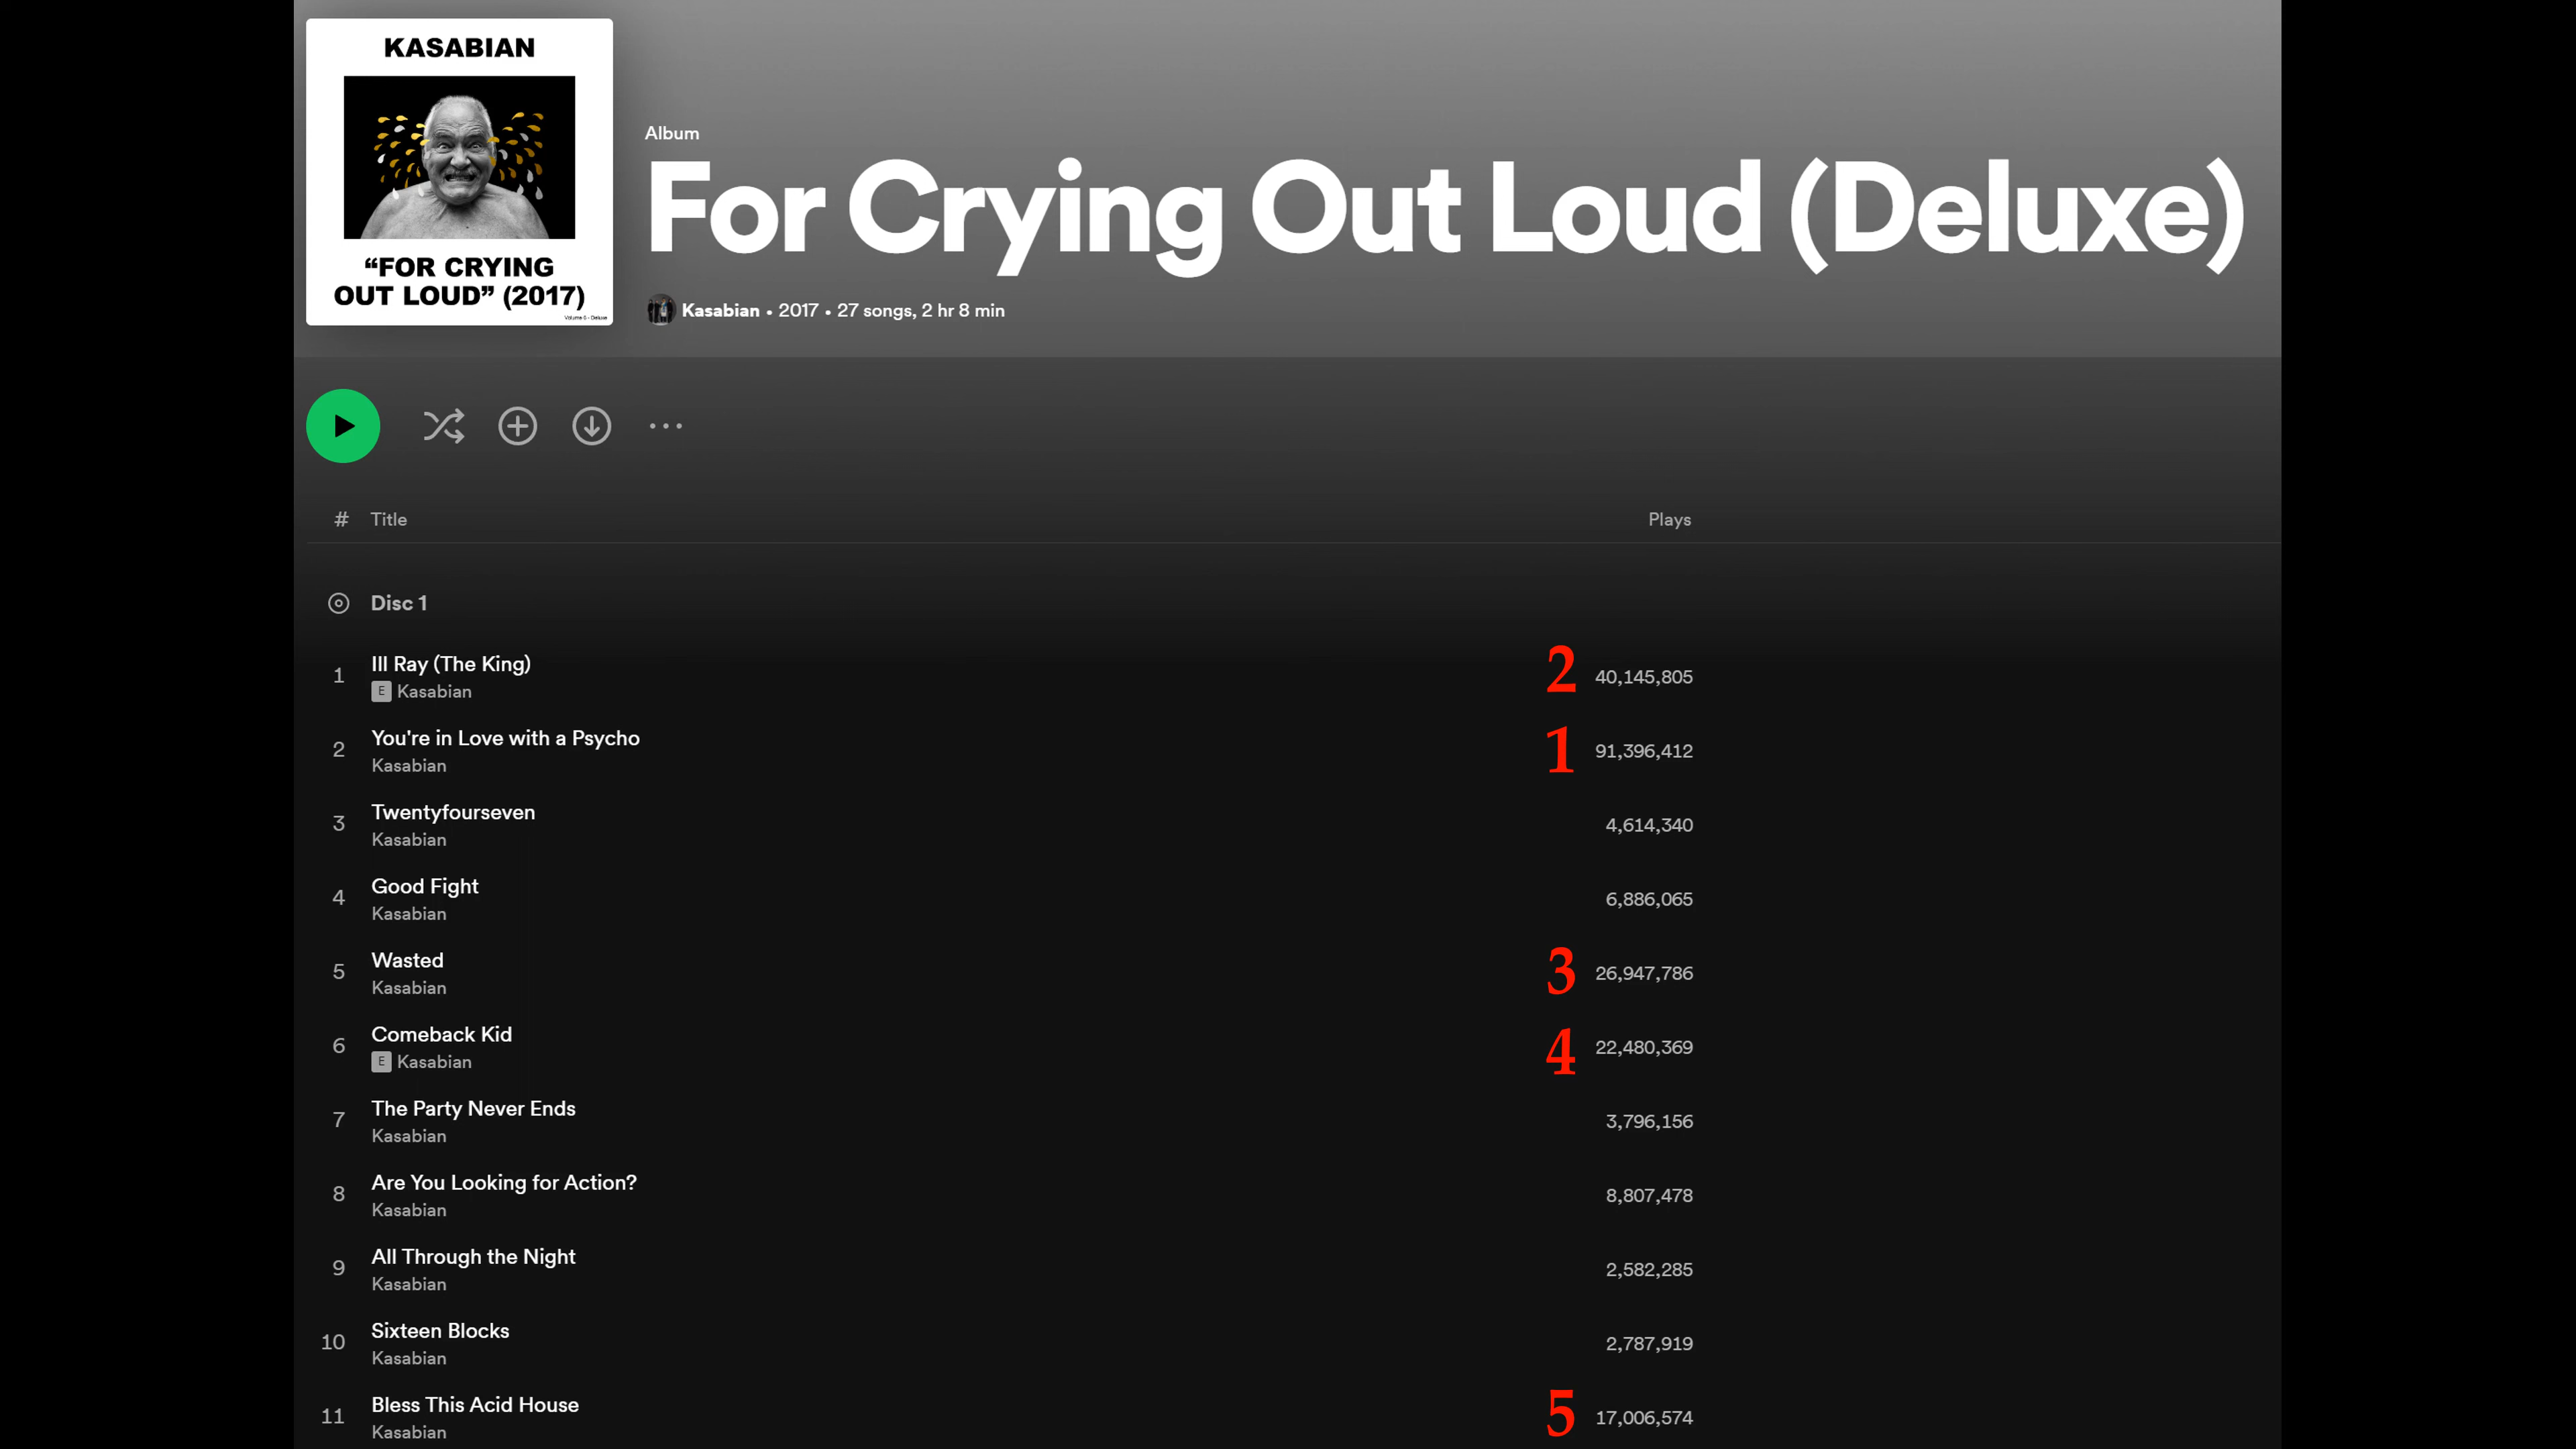 KASABIAN
“FOR CRYING
OUT LOUD” (2017)
Volume 6 - Deluxe
Album
For Crying Out Loud (Deluxe)
Kasabian • 2017 • 27 songs, 2 hr 8 min
# Title Plays
Disc 1
1 Ill Ray (The King) 2 40,145,805
E Kasabian
2 You're in Love with a Psycho 1 91,396,412
Kasabian
3 Twentyfourseven 4,614,340
Kasabian
4 Good Fight 6,886,065
Kasabian
5 Wasted 3 26,947,786
Kasabian
6 Comeback Kid 4 22,480,369
E Kasabian
7 The Party Never Ends 3,796,156
Kasabian
8 Are You Looking for Action? 8,807,478
Kasabian
9 All Through the Night 2,582,285
Kasabian
10 Sixteen Blocks 2,787,919
Kasabian
11 Bless This Acid House 5 17,006,574
Kasabian